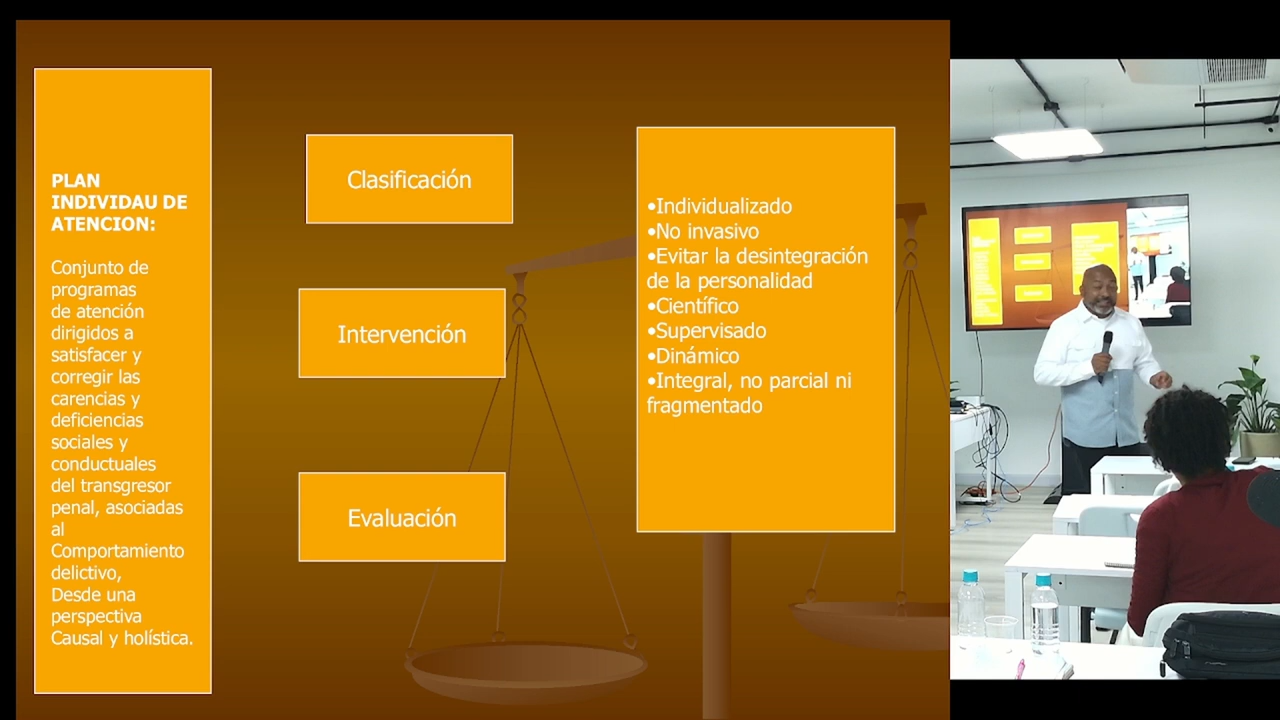 PLAN
INDIVIDAU DE
ATENCION:
Conjunto de
programas
de atención
dirigidos a
satisfacer y
corregir las
carencias y
deficiencias
sociales y
conductuales
del transgresor
penal, asociadas
al
Comportamiento
delictivo,
Desde una
perspectiva
Causal y holística.
Clasificación
Intervención
Evaluación
•Individualizado
•No invasivo
•Evitar la desintegración
de la personalidad
•Científico
•Supervisado
•Dinámico
•Integral, no parcial ni
fragmentado